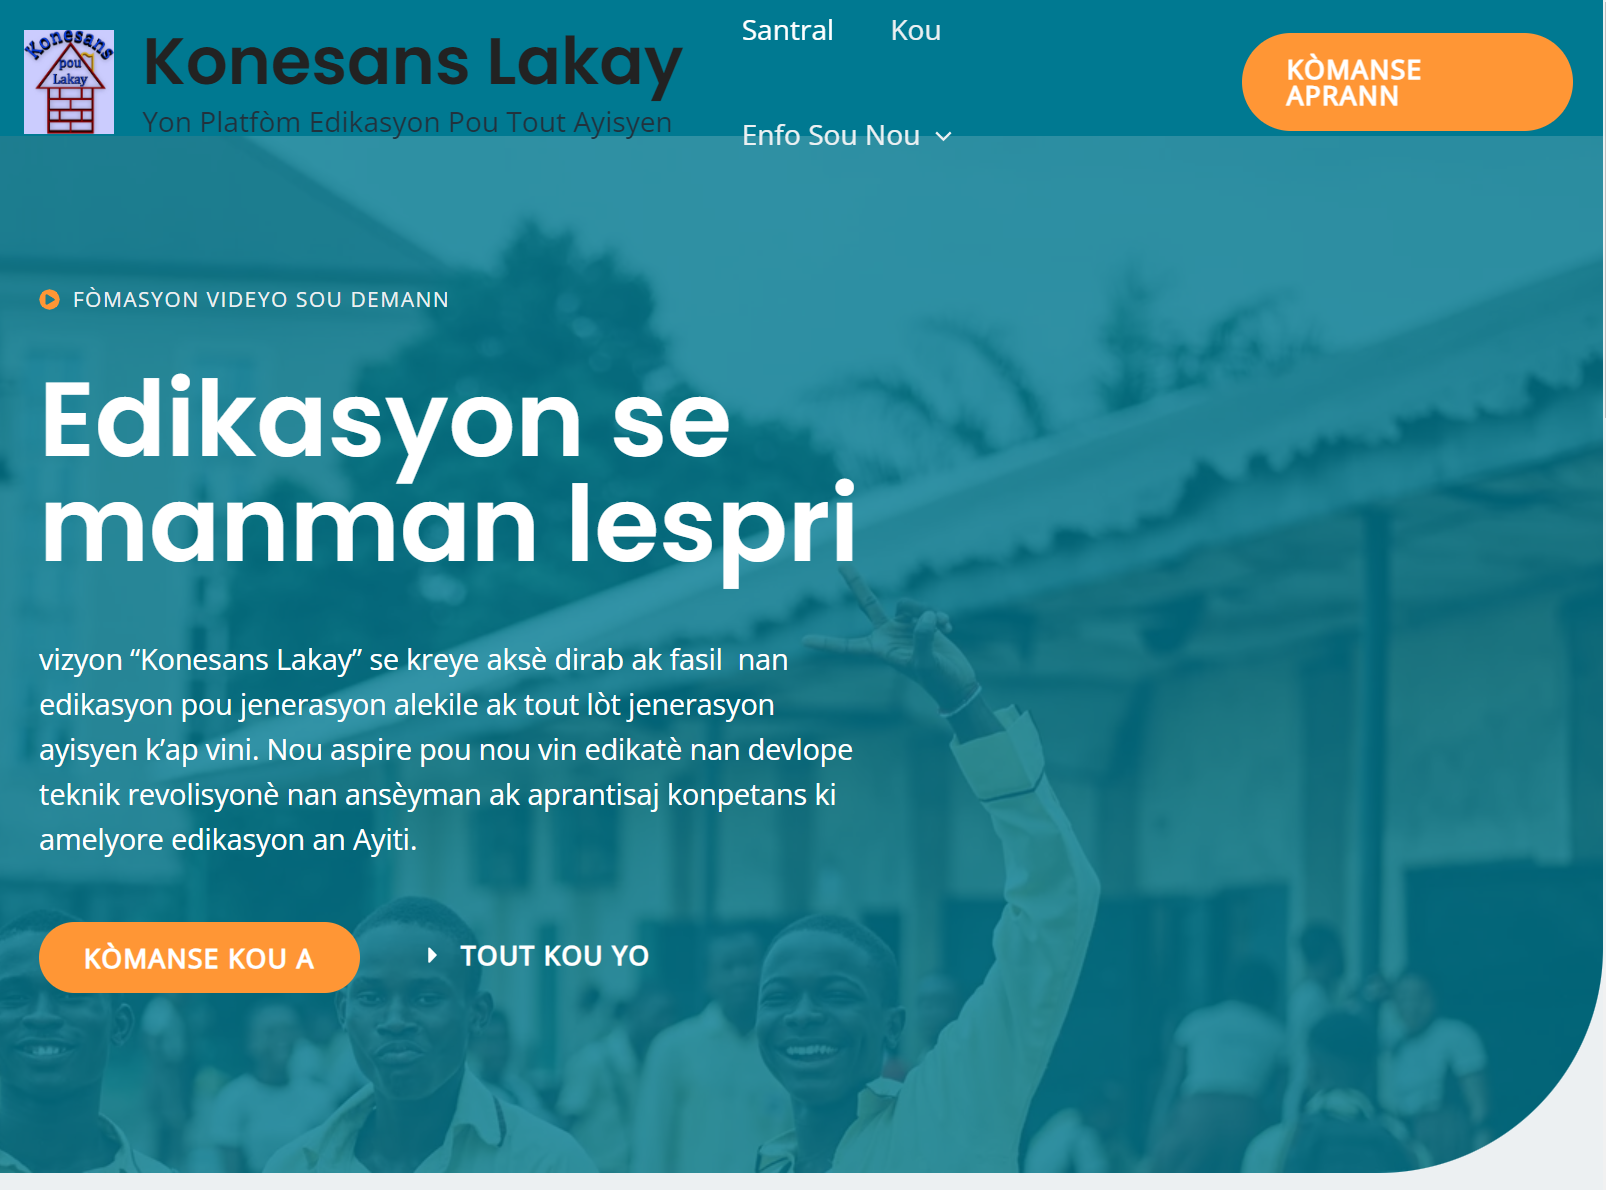 Konesans
pou
Lakay
Konesans Lakay
Yon Platfòm Edikasyon Pou Tout Ayisyen
Santral
Kou
Enfo Sou Nou
KÒMANSE
APRANN
FÒMASYON VIDEYO SOU DEMANN
Edikasyon se
manman lespri
vizyon “Konesans Lakay” se kreye aksè dirab ak fasil  nan
edikasyon pou jenerasyon alekile ak tout lòt jenerasyon
ayisyen k’ap vini. Nou aspire pou nou vin edikatè nan devlope
teknik revolisyonè nan ansèyman ak aprantisaj konpetans ki
amelyore edikasyon an Ayiti.
KÒMANSE KOU A
TOUT KOU YO